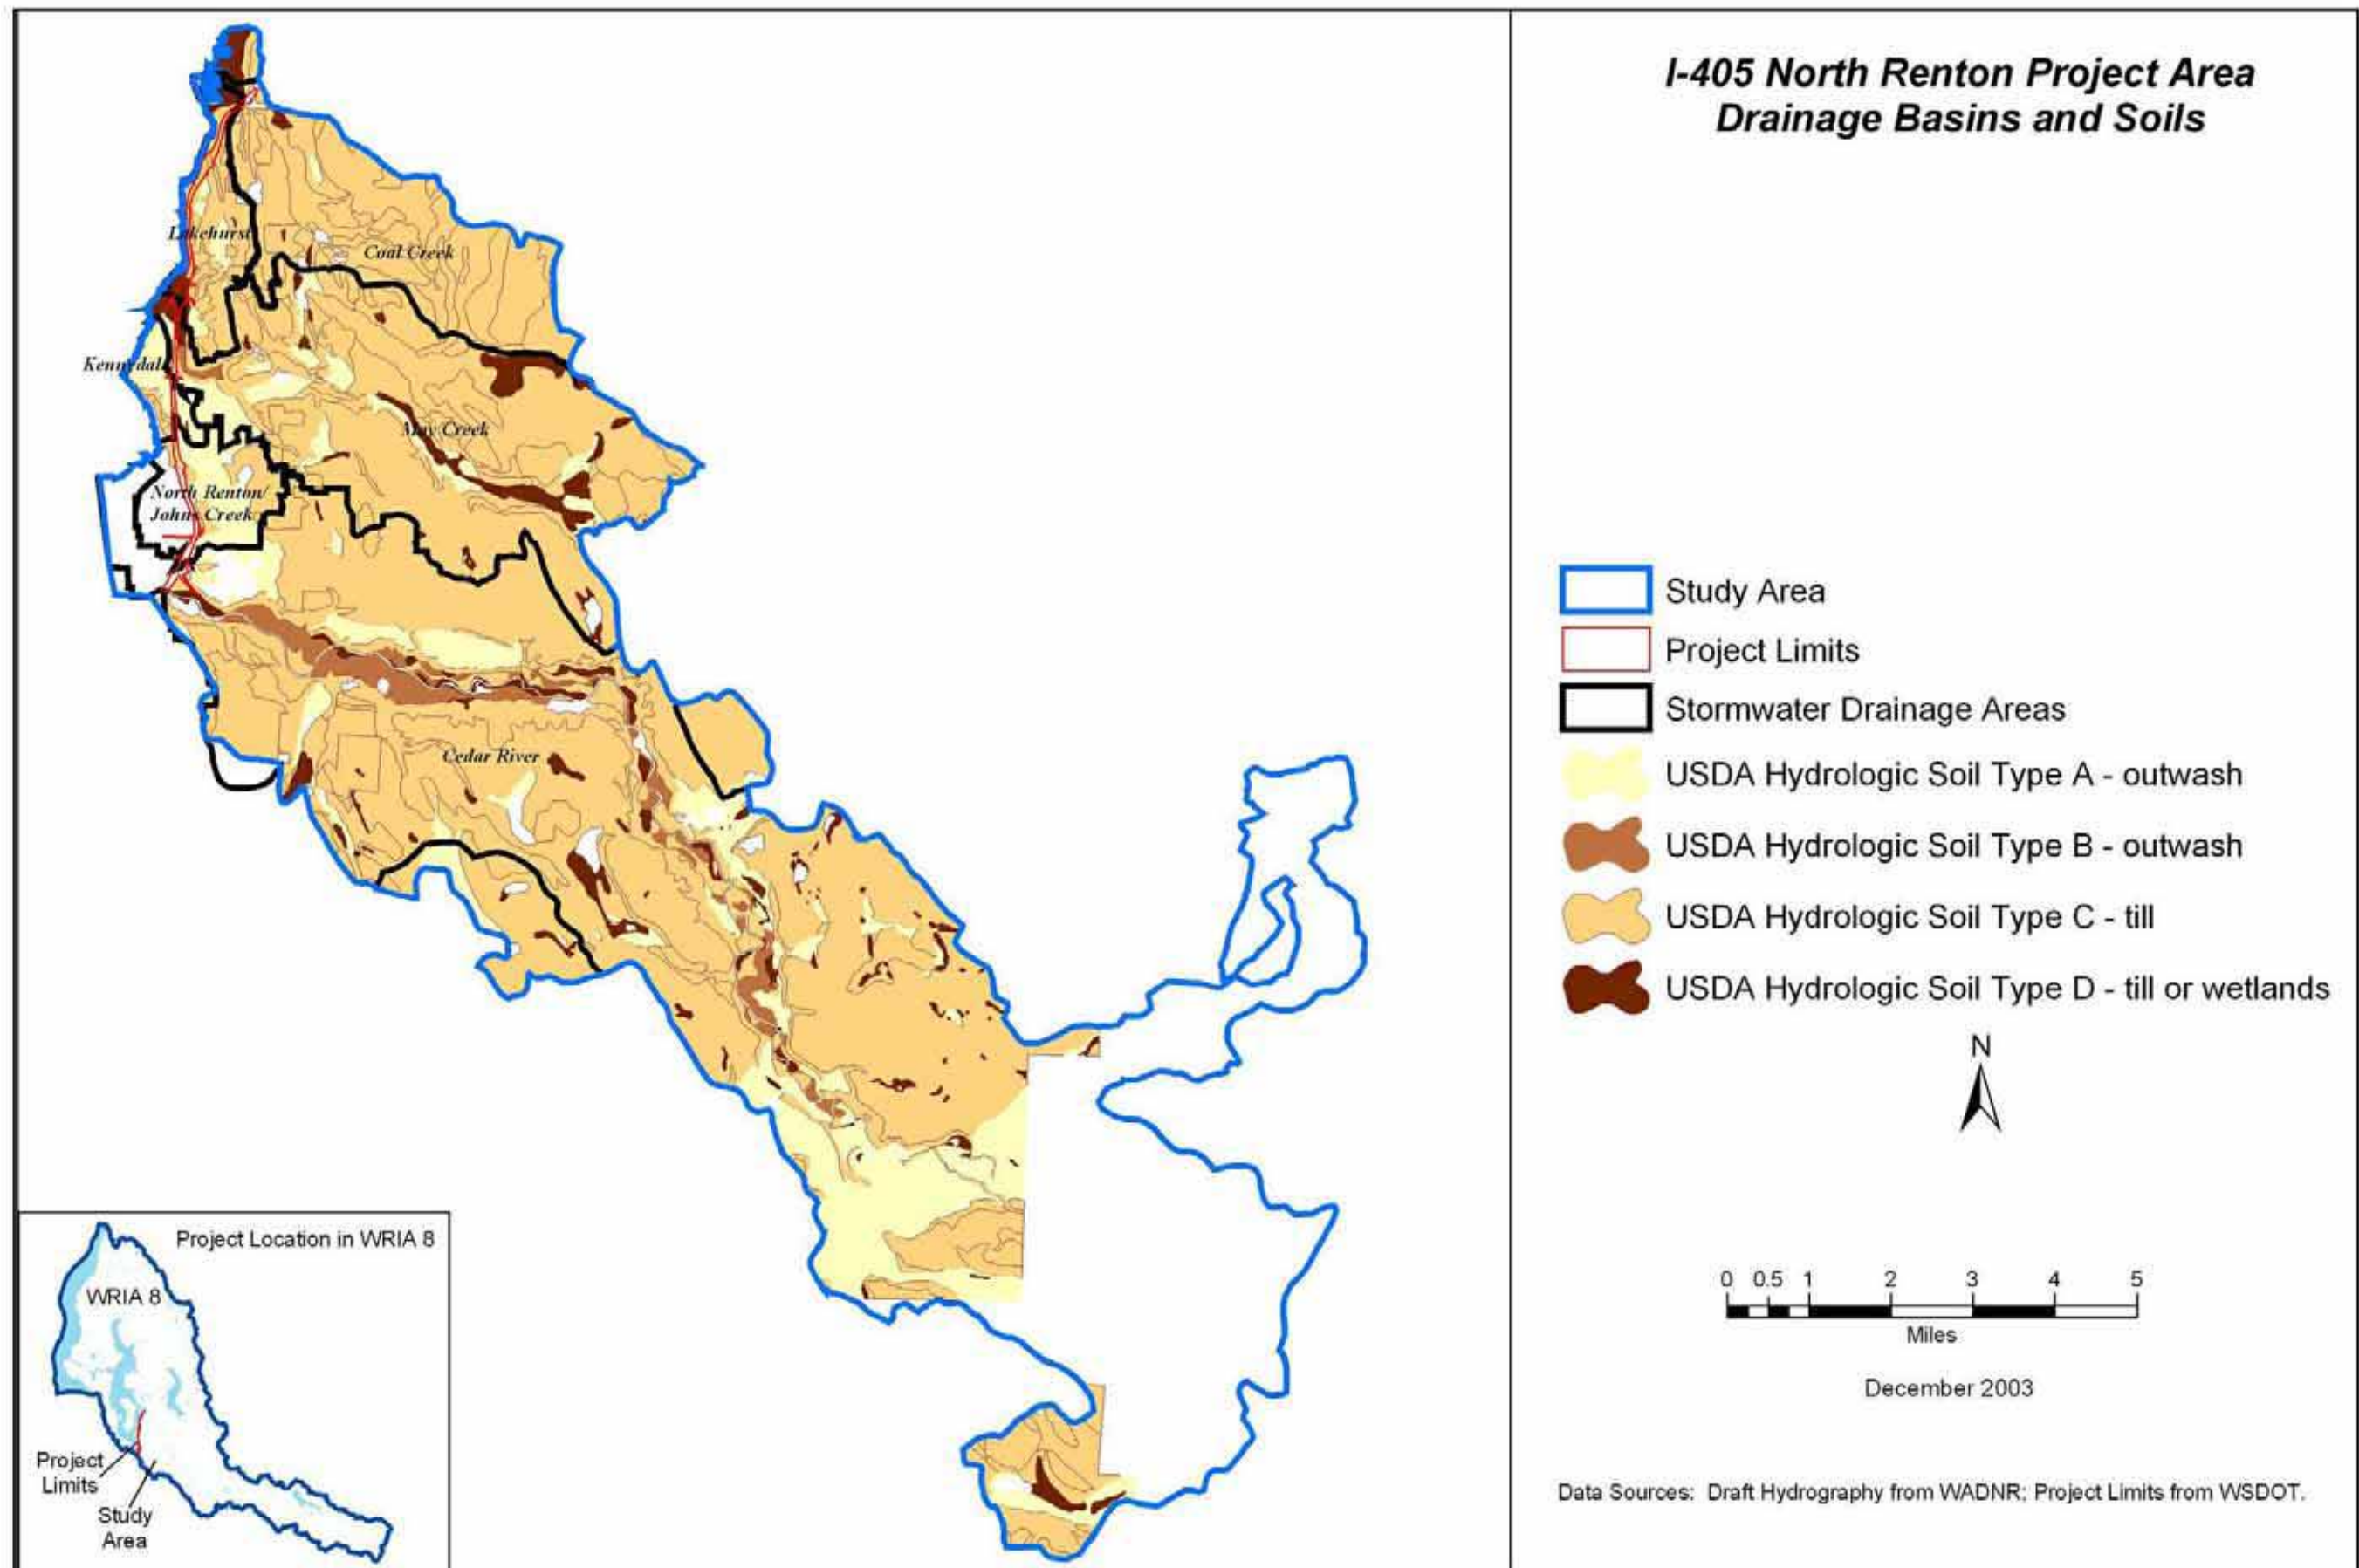 I-405 North Renton Project Area
Drainage Basins and Soils
Lakehurst
Coal Creek
Kennydale
May Creek
North Renton/
Johns Creek
Cedar River
Study Area
Project Limits
Stormwater Drainage Areas
USDA Hydrologic Soil Type A - outwash
USDA Hydrologic Soil Type B - outwash
USDA Hydrologic Soil Type C - till
USDA Hydrologic Soil Type D - till or wetlands
N
0 0.5 1 2 3 4 5
Miles
December 2003
Data Sources: Draft Hydrography from WADNR; Project Limits from WSDOT.
Project Location in WRIA 8
WRIA 8
Project
Limits
Study
Area